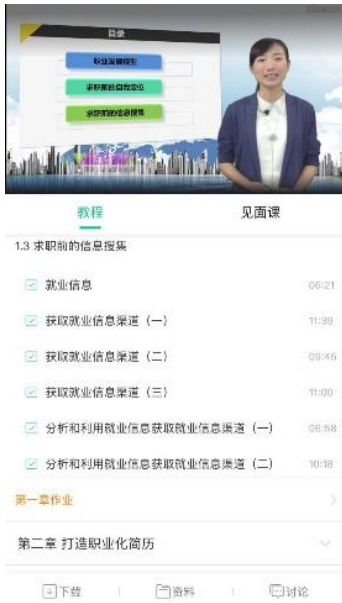 目录
职业发展模型
求职前的自我定位
求职前的信息搜集
教程
见面课
1.3 求职前的信息搜集
就业信息
06:21
获取就业信息渠道（一）
11:39
获取就业信息渠道（二）
09:45
获取就业信息渠道（三）
11:00
分析和利用就业信息获取就业信息渠道（一）
06:58
分析和利用就业信息获取就业信息渠道（二）
10:18
第一章作业
第二章 打造职业化简历
下载
资料
讨论